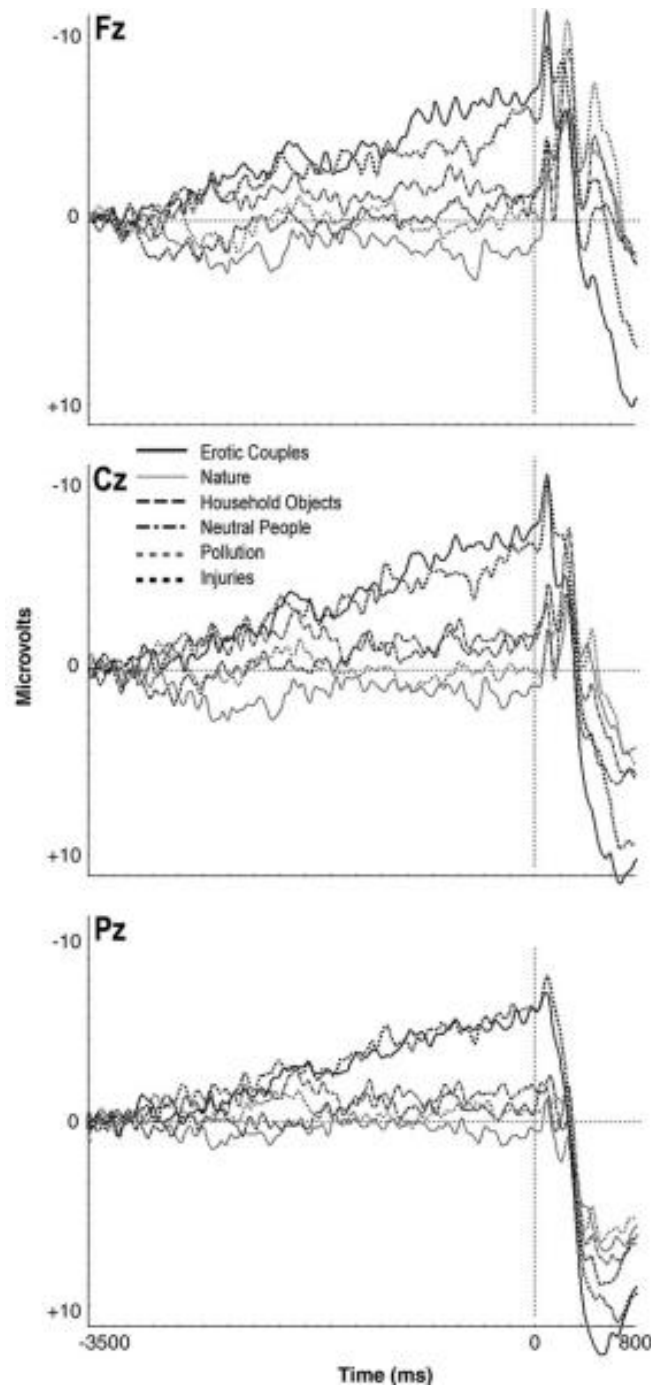 Fz
-10
0
+10
Erotic Couples
Nature
Household Objects
Neutral People
Pollution
Injuries
Cz
-10
0
+10
Microvolts
Pz
-10
0
+10
-3500
0
800
Time (ms)